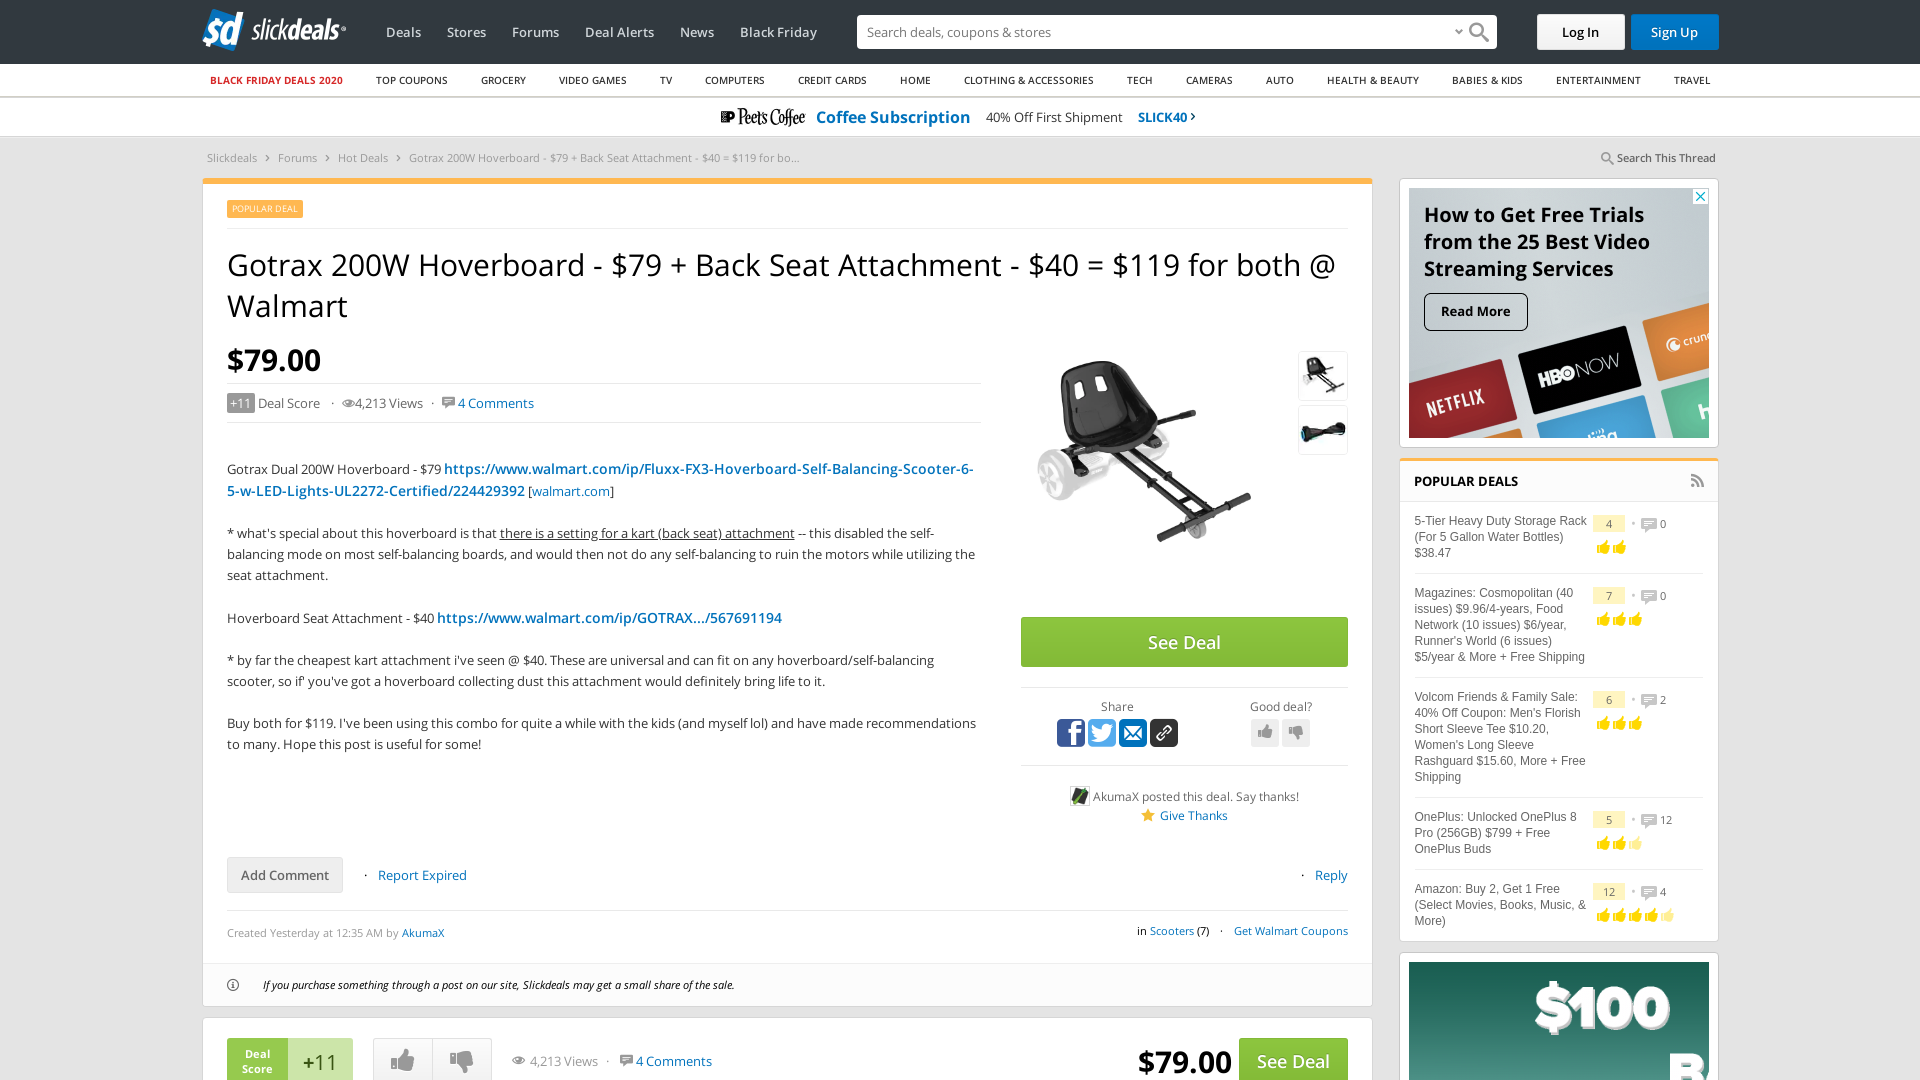 sd slickdeals
Deals Stores Forums Deal Alerts News Black Friday
Search deals, coupons & stores
Log In Sign Up
BLACK FRIDAY DEALS 2020 TOP COUPONS GROCERY VIDEO GAMES TV COMPUTERS CREDIT CARDS HOME CLOTHING & ACCESSORIES TECH CAMERAS AUTO HEALTH & BEAUTY BABIES & KIDS ENTERTAINMENT TRAVEL
Peet's Coffee Coffee Subscription 40% Off First Shipment SLICK40
Slickdeals Forums Hot Deals Gotrax 200W Hoverboard - $79 + Back Seat Attachment - $40 = $119 for bo...
Search This Thread
POPULAR DEAL
Gotrax 200W Hoverboard - $79 + Back Seat Attachment - $40 = $119 for both @
Walmart
$79.00
+11 Deal Score · 4,213 Views · 4 Comments
Gotrax Dual 200W Hoverboard - $79 https://www.walmart.com/ip/Fluxx-FX3-Hoverboard-Self-Balancing-Scooter-6-
5-w-LED-Lights-UL2272-Certified/224429392 [walmart.com]
* what's special about this hoverboard is that there is a setting for a kart (back seat) attachment -- this disabled the self-
balancing mode on most self-balancing boards, and would then not do any self-balancing to ruin the motors while utilizing the
seat attachment.
Hoverboard Seat Attachment - $40 https://www.walmart.com/ip/GOTRAX.../567691194
* by far the cheapest kart attachment i've seen @ $40. These are universal and can fit on any hoverboard/self-balancing
scooter, so if' you've got a hoverboard collecting dust this attachment would definitely bring life to it.
Buy both for $119. I've been using this combo for quite a while with the kids (and myself lol) and have made recommendations
to many. Hope this post is useful for some!
See Deal
Share
Good deal?
AkumaX posted this deal. Say thanks!
Give Thanks
Add Comment · Report Expired
· Reply
Created Yesterday at 12:35 AM by AkumaX
in Scooters (7) · Get Walmart Coupons
If you purchase something through a post on our site, Slickdeals may get a small share of the sale.
Deal
Score
+11
4,213 Views · 4 Comments
$79.00
See Deal
How to Get Free Trials
from the 25 Best Video
Streaming Services
Read More
NETFLIX
HBO NOW
crunc
ling
h
POPULAR DEALS
5-Tier Heavy Duty Storage Rack
(For 5 Gallon Water Bottles)
$38.47
4 · 0
Magazines: Cosmopolitan (40
issues) $9.96/4-years, Food
Network (10 issues) $6/year,
Runner's World (6 issues)
$5/year & More + Free Shipping
7 · 0
Volcom Friends & Family Sale:
40% Off Coupon: Men's Florish
Short Sleeve Tee $10.20,
Women's Long Sleeve
Rashguard $15.60, More + Free
Shipping
6 · 2
OnePlus: Unlocked OnePlus 8
Pro (256GB) $799 + Free
OnePlus Buds
5 · 12
Amazon: Buy 2, Get 1 Free
(Select Movies, Books, Music, &
More)
12 · 4
$100
B